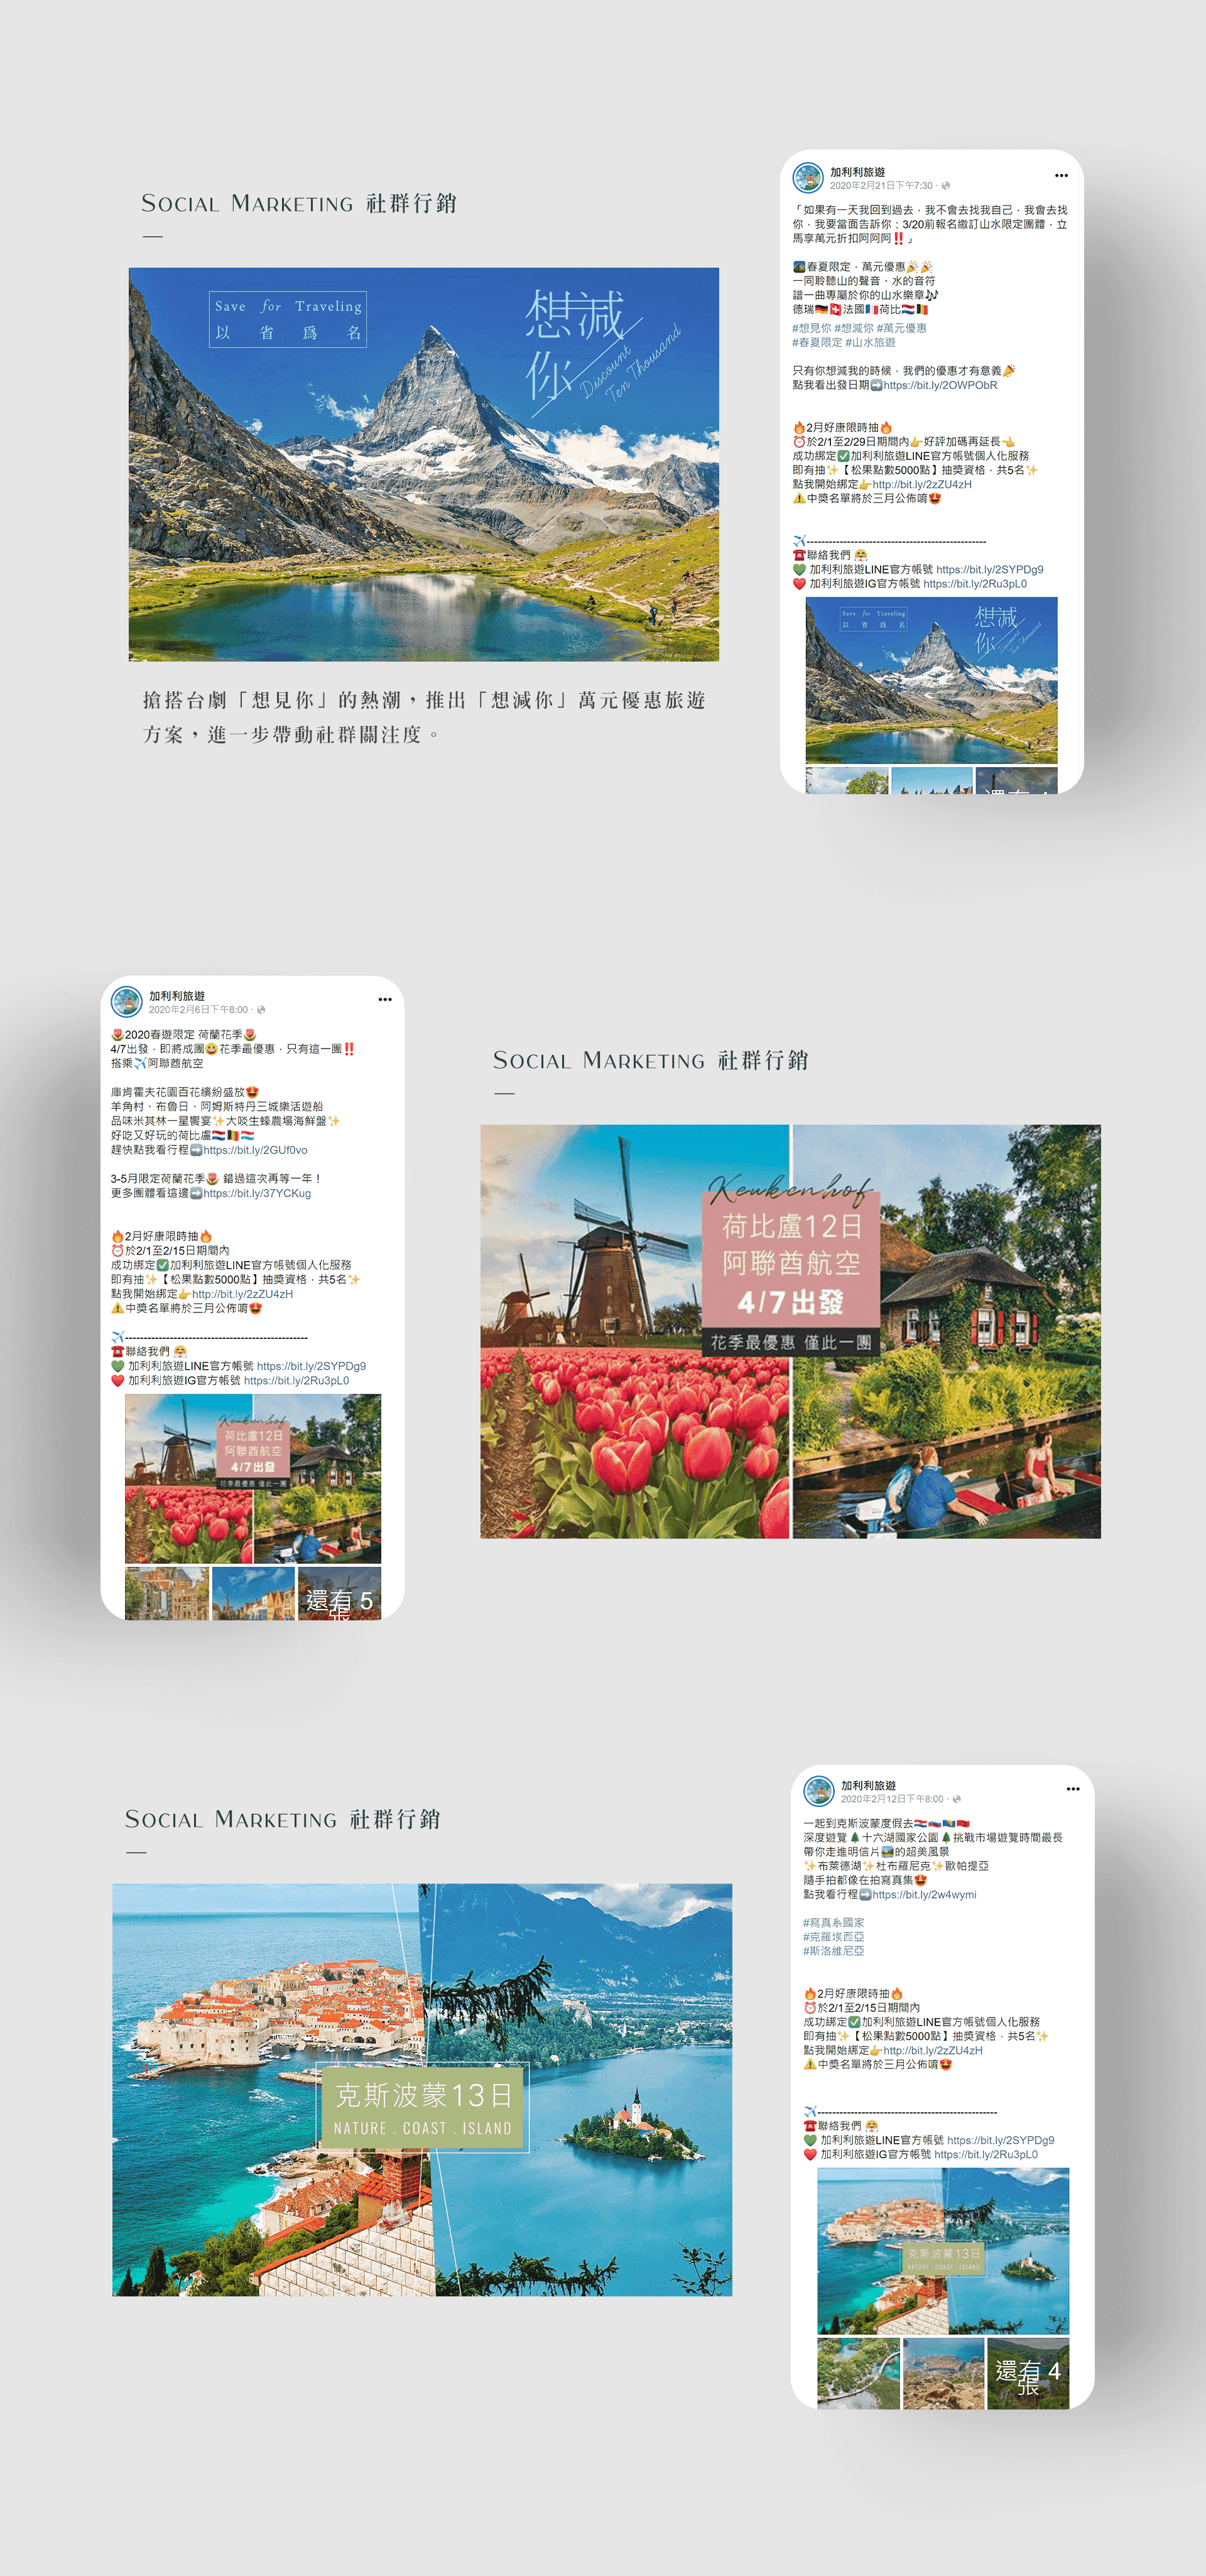 Social Marketing 社群行銷
Save for Traveling
以省爲名
想減你
Discount
Ten Thousand
搶搭台劇「想見你」的熱潮，推出「想減你」萬元優惠旅遊
方案，進一步帶動社群關注度。
加利利旅遊
2020年2月21日下午7:30 ·
「如果有一天我回到過去，我不會去找我自己，我會去找
你，我要當面告訴你：3/20前報名繳訂山水限定團體，立
馬享萬元折扣阿阿阿‼️」
🏞️春夏限定，萬元優惠🎉🎉
一同聆聽山的聲音、水的音符
譜一曲專屬於你的山水樂章🎶
德瑞🇩🇪🇨🇭法國🇫🇷荷比🇳🇱🇧🇪
#想見你 #想減你 #萬元優惠
#春夏限定 #山水旅遊
只有你想減我的時候，我們的優惠才有意義🎉
點我看出發日期➡️https://bit.ly/2OWPObR
🔥2月好康限時抽🔥
⏰於2/1至2/29日期間內👉好評加碼再延長👈
成功綁定✅加利利旅遊LINE官方帳號個人化服務
即有抽✨【松果點數5000點】抽獎資格，共5名✨
點我開始綁定👉http://bit.ly/2zZU4zH
⚠️中獎名單將於三月公佈唷😍
✈️------------------------------------------------
☎️聯絡我們🤗
💚 加利利旅遊LINE官方帳號 https://bit.ly/2SYPDg9
❤️ 加利利旅遊IG官方帳號 https://bit.ly/2Ru3pL0
Save for Traveling
以省爲名
想減你
Discount
Ten Thousand
加利利旅遊
2020年2月6日下午8:00 ·
🌷2020春遊限定 荷蘭花季🌷
4/7出發，即將成團😀花季最優惠，只有這一團‼️
搭乘✈️阿聯酋航空
庫肯霍夫花園百花繽紛盛放😍
羊角村、布魯日、阿姆斯特丹三城樂活遊船
品味米其林一星饗宴✨大啖生蠔農場海鮮盤✨
好吃又好玩的荷比盧🇳🇱🇧🇪🇱🇺
趕快點我看行程➡️https://bit.ly/2GUf0vo
3-5月限定荷蘭花季🌷 錯過這次再等一年！
更多團體看這邊➡️https://bit.ly/37YCKug
🔥2月好康限時抽🔥
⏰於2/1至2/15日期間內
成功綁定✅加利利旅遊LINE官方帳號個人化服務
即有抽✨【松果點數5000點】抽獎資格，共5名✨
點我開始綁定👉http://bit.ly/2zZU4zH
⚠️中獎名單將於三月公佈唷😍
✈️------------------------------------------------
☎️聯絡我們🤗
💚 加利利旅遊LINE官方帳號 https://bit.ly/2SYPDg9
❤️ 加利利旅遊IG官方帳號 https://bit.ly/2Ru3pL0
Keukenhof
荷比盧12日
阿聯酋航空
4/7出發
花季最優惠 僅此一團
還有 5
張
Social Marketing 社群行銷
Keukenhof
荷比盧12日
阿聯酋航空
4/7出發
花季最優惠 僅此一團
Social Marketing 社群行銷
克斯波蒙13日
NATURE . COAST . ISLAND
加利利旅遊
2020年2月12日下午8:00 ·
一起到克斯波蒙度假去🇭🇷🇸🇮🇧🇦🇲🇪
深度遊覽🌲十六湖國家公園🌲挑戰市場遊覽時間最長
帶你走進明信片🏞️的超美風景
✨布萊德湖✨杜布羅尼克✨歐帕提亞
隨手拍都像在拍寫真集😍
點我看行程➡️https://bit.ly/2w4wymi
#寫真系國家
#克羅埃西亞
#斯洛維尼亞
🔥2月好康限時抽🔥
⏰於2/1至2/15日期間內
成功綁定✅加利利旅遊LINE官方帳號個人化服務
即有抽✨【松果點數5000點】抽獎資格，共5名✨
點我開始綁定👉http://bit.ly/2zZU4zH
⚠️中獎名單將於三月公佈唷😍
✈️------------------------------------------------
☎️聯絡我們🤗
💚 加利利旅遊LINE官方帳號 https://bit.ly/2SYPDg9
❤️ 加利利旅遊IG官方帳號 https://bit.ly/2Ru3pL0
克斯波蒙13日
NATURE . COAST . ISLAND
還有 4
張